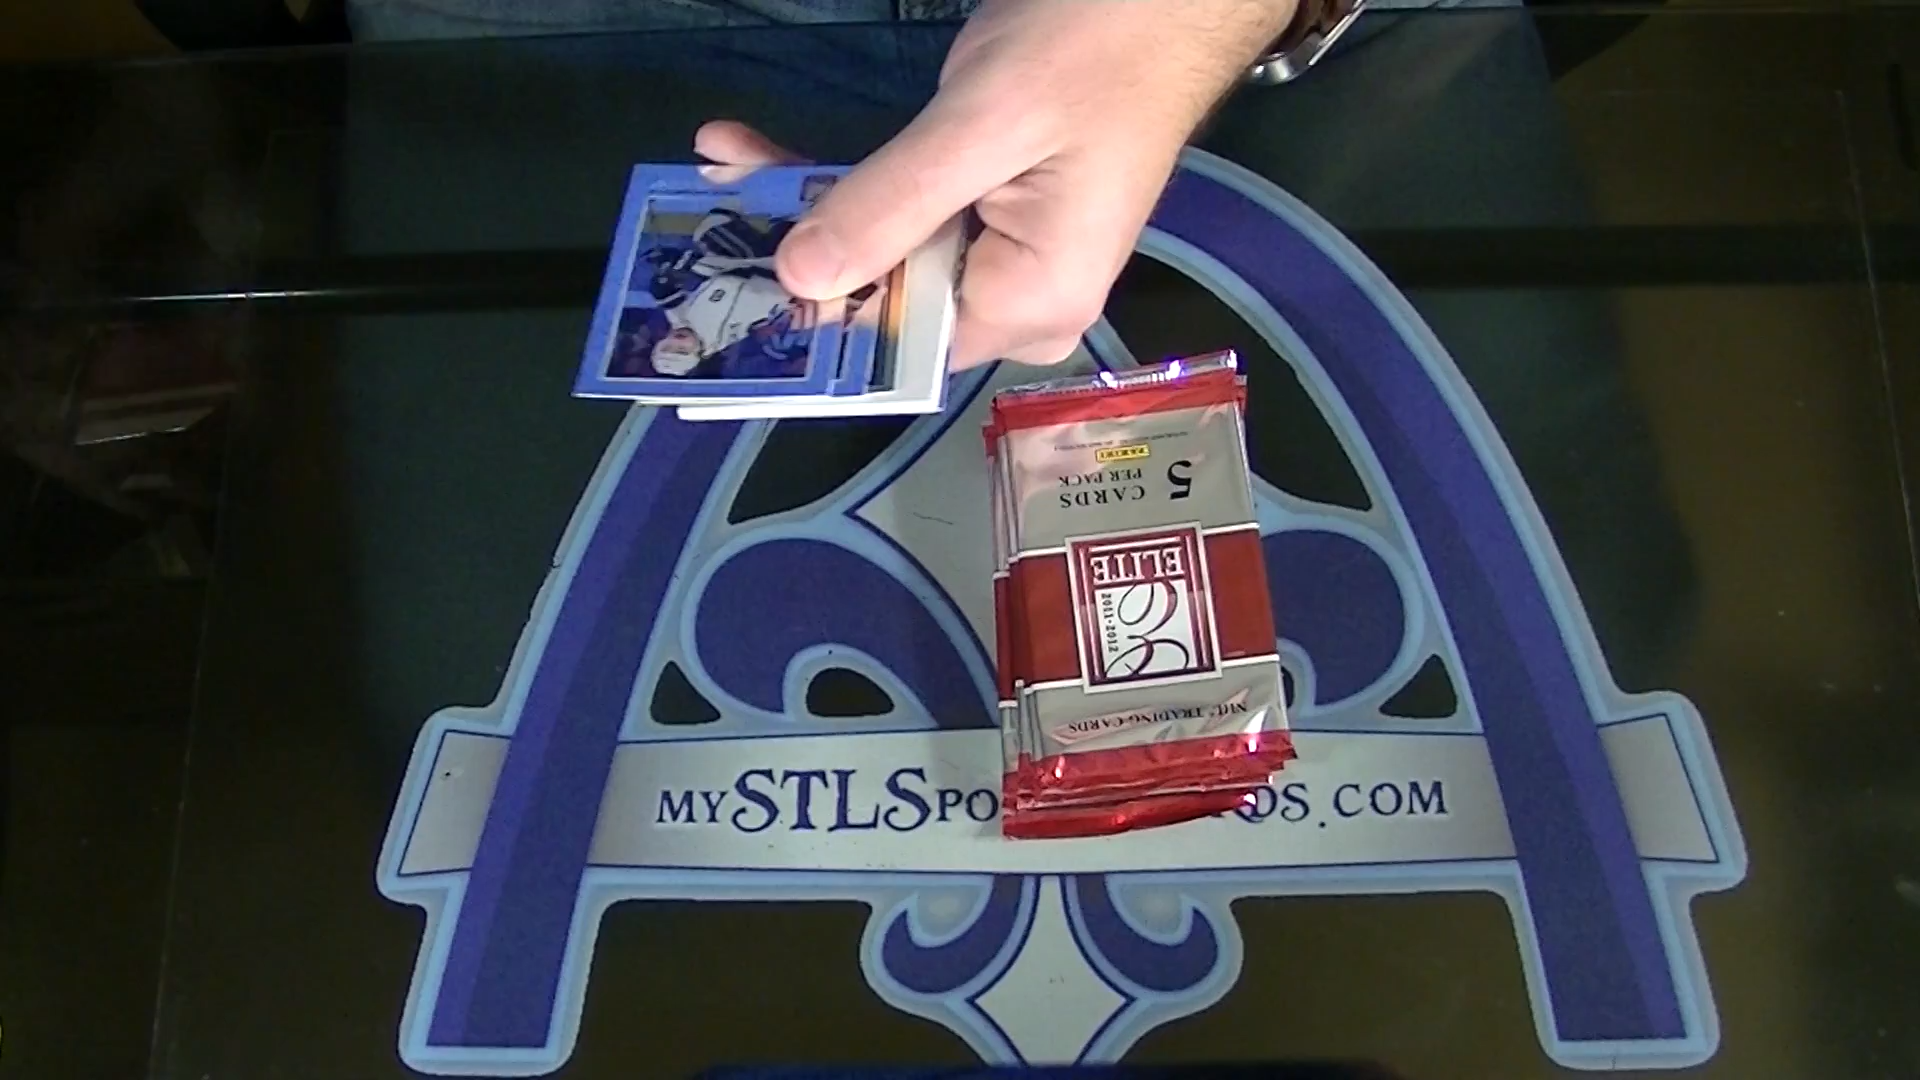 PANINI
5 CARDS
PER PACK
ELITE
2011-2012
NHL® TRADING CARDS
MYSTLSPO DS.COM